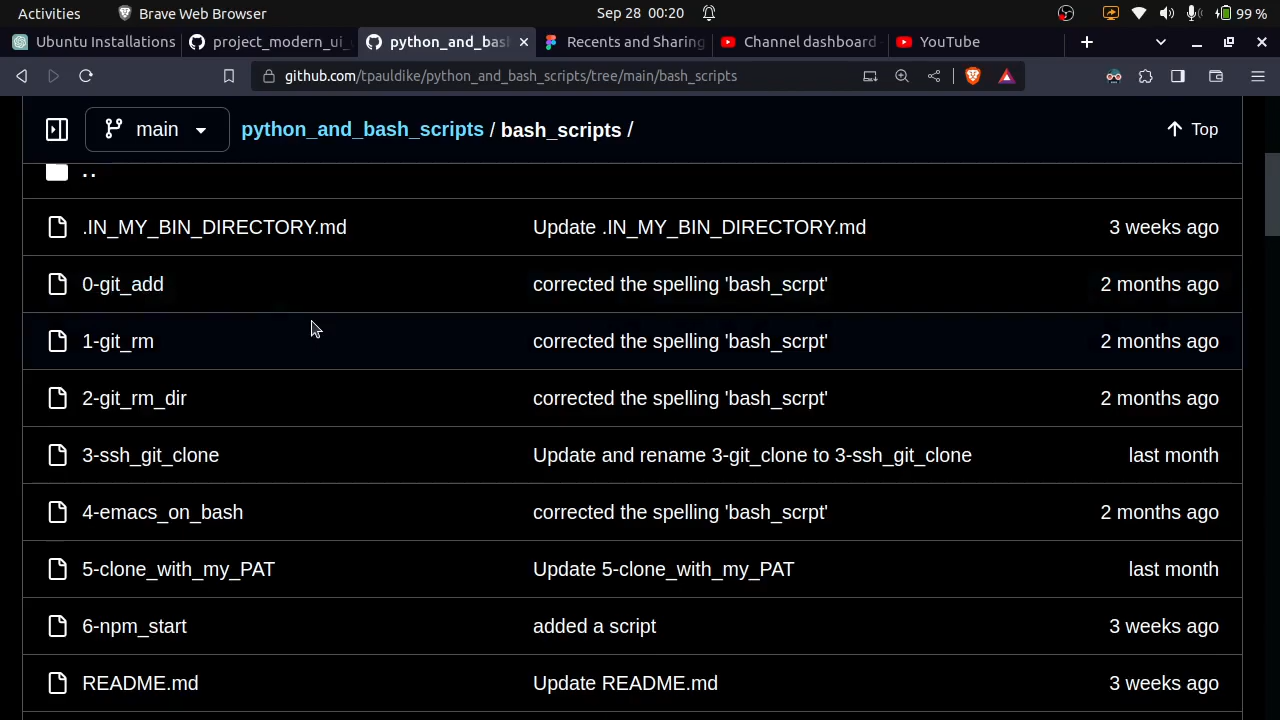 Activities Brave Web Browser Sep 28 00:20 99 %
Ubuntu Installations project_modern_ui_ python_and_bas Recents and Sharing Channel dashboard YouTube
github.com/tpauldike/python_and_bash_scripts/tree/main/bash_scripts
main python_and_bash_scripts / bash_scripts / Top
..
.IN_MY_BIN_DIRECTORY.md Update .IN_MY_BIN_DIRECTORY.md 3 weeks ago
0-git_add corrected the spelling 'bash_scrpt' 2 months ago
1-git_rm corrected the spelling 'bash_scrpt' 2 months ago
2-git_rm_dir corrected the spelling 'bash_scrpt' 2 months ago
3-ssh_git_clone Update and rename 3-git_clone to 3-ssh_git_clone last month
4-emacs_on_bash corrected the spelling 'bash_scrpt' 2 months ago
5-clone_with_my_PAT Update 5-clone_with_my_PAT last month
6-npm_start added a script 3 weeks ago
README.md Update README.md 3 weeks ago